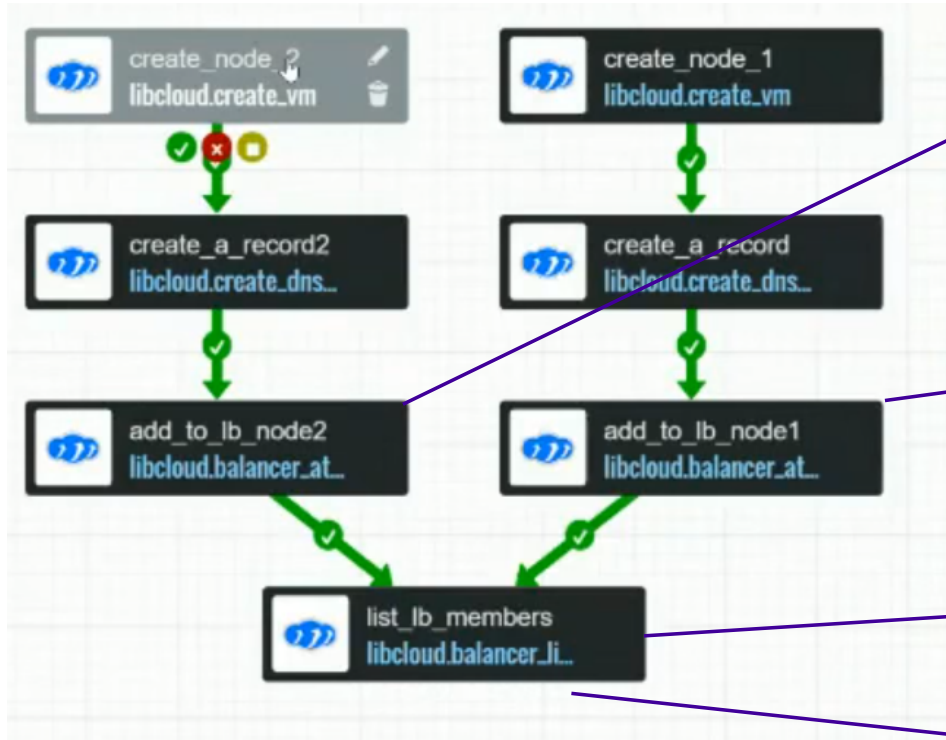 create_node_2
libcloud.create_vm
create_node_1
libcloud.create_vm
create_a_record2
libcloud.create_dns...
create_a_record
libcloud.create_dns...
add_to_lb_node2
libcloud.balancer_at...
add_to_lb_node1
libcloud.balancer_at...
list_lb_members
libcloud.balancer_li...